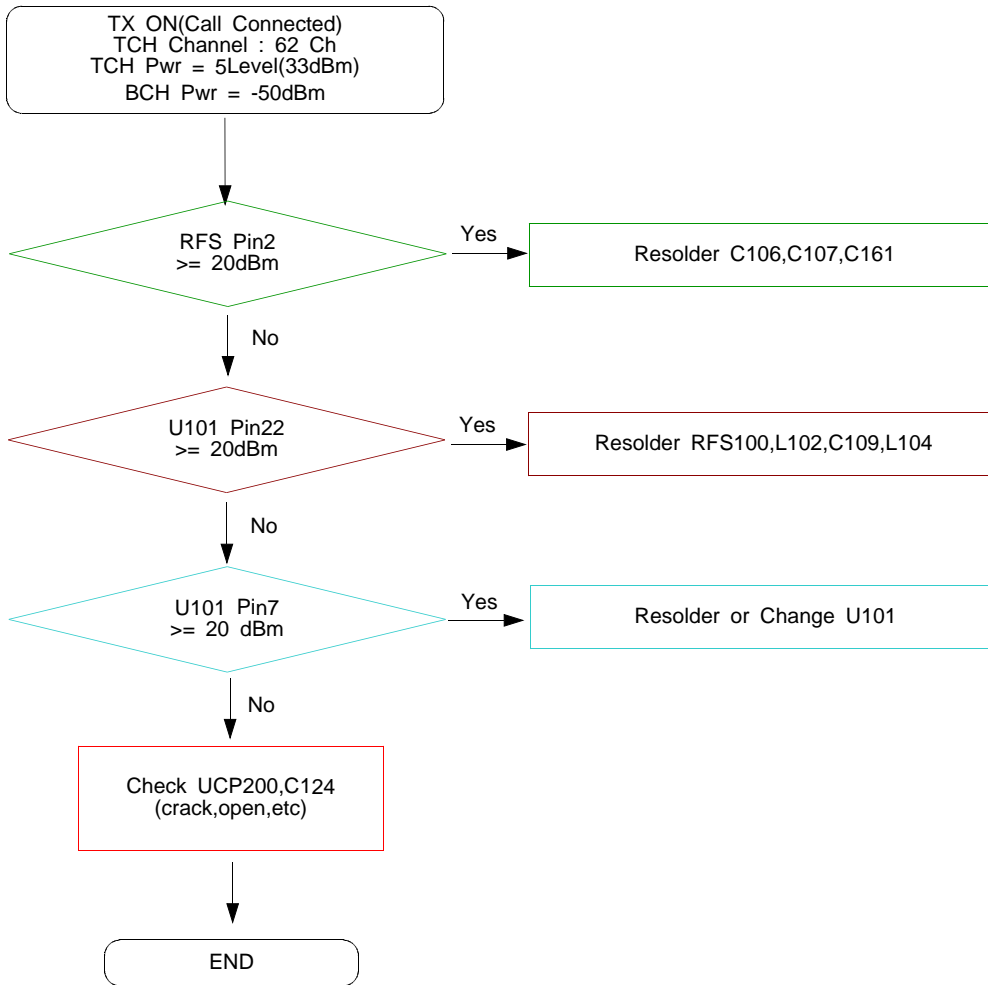 TX ON(Call Connected)
TCH Channel : 62 Ch
TCH Pwr = 5Level(33dBm)
BCH Pwr = -50dBm
RFS Pin2
>= 20dBm
Yes
Resolder C106,C107,C161
No
U101 Pin22
>= 20dBm
Yes
Resolder RFS100,L102,C109,L104
No
U101 Pin7
>= 20 dBm
Yes
Resolder or Change U101
No
Check UCP200,C124
(crack,open,etc)
END